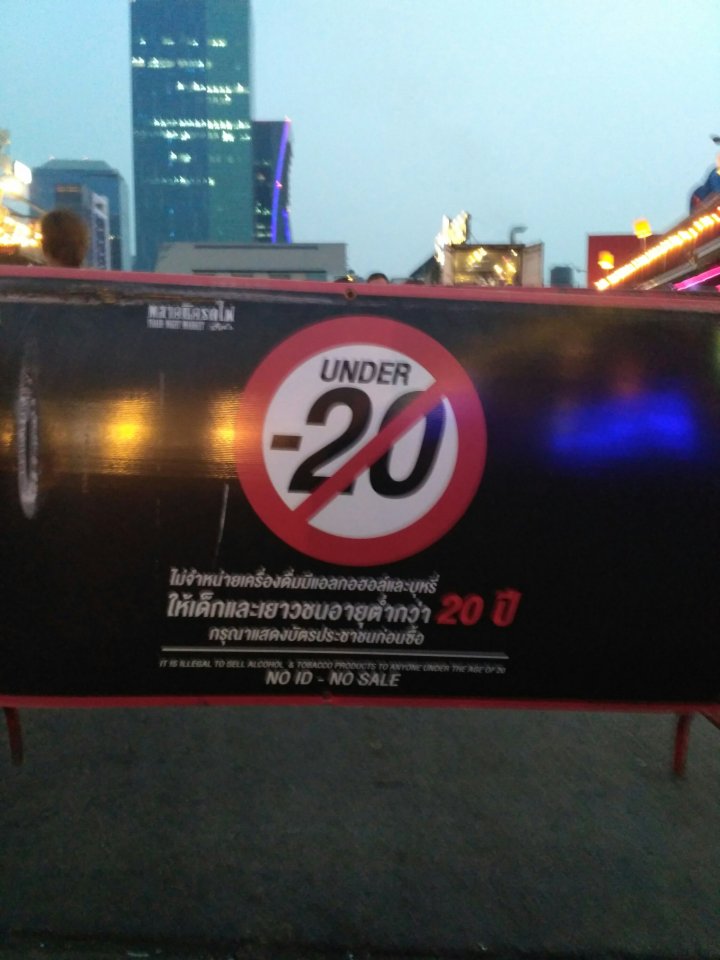 ตลาดนัดรถไฟ
TRAIN NIGHT MARKET
UNDER
-20
ไม่จำหน่ายเครื่องดื่มมีแอลกอฮอล์และบุหรี่
ให้เด็กและเยาวชนอายุต่ำกว่า 20 ปี
กรุณาแสดงบัตรประชาชนก่อนซื้อ
IT IS ILLEGAL TO SELL ALCOHOL & TOBACCO PRODUCTS TO ANYONE UNDER THE AGE OF 20
NO ID - NO SALE